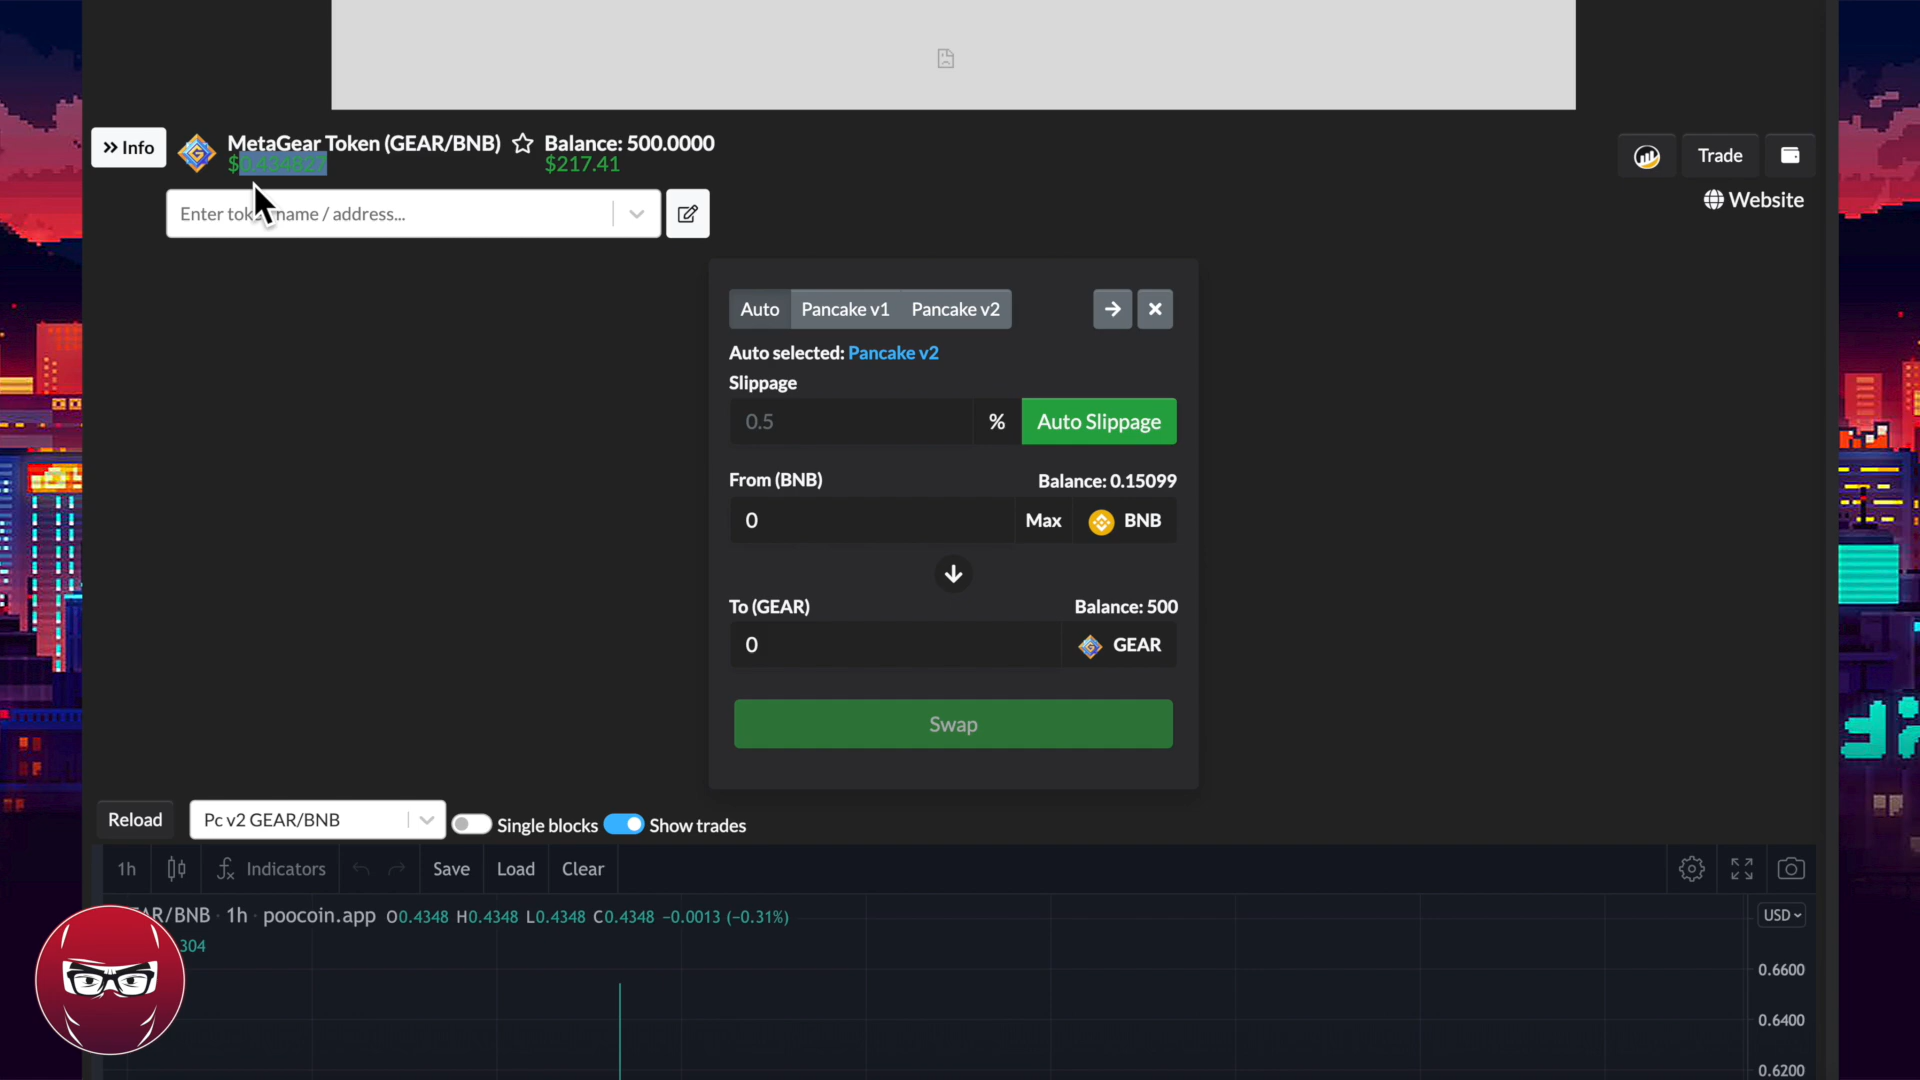 Info
MetaGear Token (GEAR/BNB)
Balance: 500.0000
$217.41
Trade
Website
Enter token name / address...
Auto
Pancake v1
Pancake v2
Auto selected: Pancake v2
Slippage
0.5
%
Auto Slippage
From (BNB)
Balance: 0.15099
0
Max
BNB
To (GEAR)
Balance: 500
0
GEAR
Swap
Reload
Pc v2 GEAR/BNB
Single blocks
Show trades
1h
Indicators
Save
Load
Clear
AR/BNB · 1h · poocoin.app O0.4348 H0.4348 L0.4348 C0.4348 −0.0013 (−0.31%)
304
USD
0.6600
0.6400
0.6200